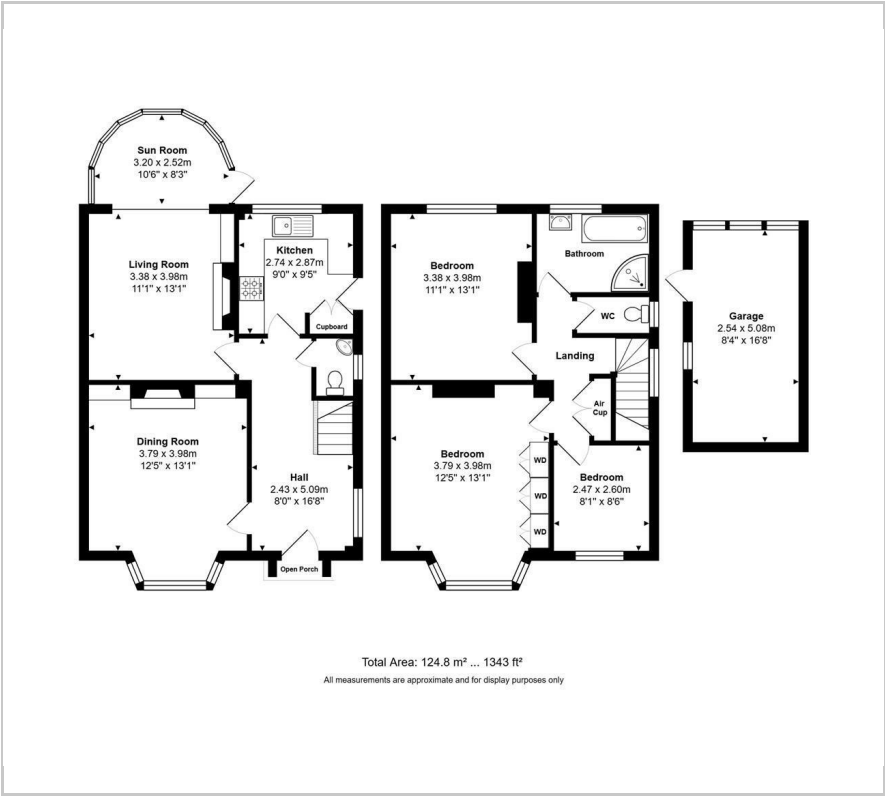 Sun Room
3.20 x 2.52m
10'6" x 8'3"
Living Room
3.38 x 3.98m
11'1" x 13'1"
Kitchen
2.74 x 2.87m
9'0" x 9'5"
Cupboard
Dining Room
3.79 x 3.98m
12'5" x 13'1"
Hall
2.43 x 5.09m
8'0" x 16'8"
Open Porch
Bedroom
3.38 x 3.98m
11'1" x 13'1"
Bathroom
WC
Landing
Air
Cup
Bedroom
3.79 x 3.98m
12'5" x 13'1"
WD
WD
WD
Bedroom
2.47 x 2.60m
8'1" x 8'6"
Garage
2.54 x 5.08m
8'4" x 16'8"
Total Area: 124.8 m² ... 1343 ft²
All measurements are approximate and for display purposes only